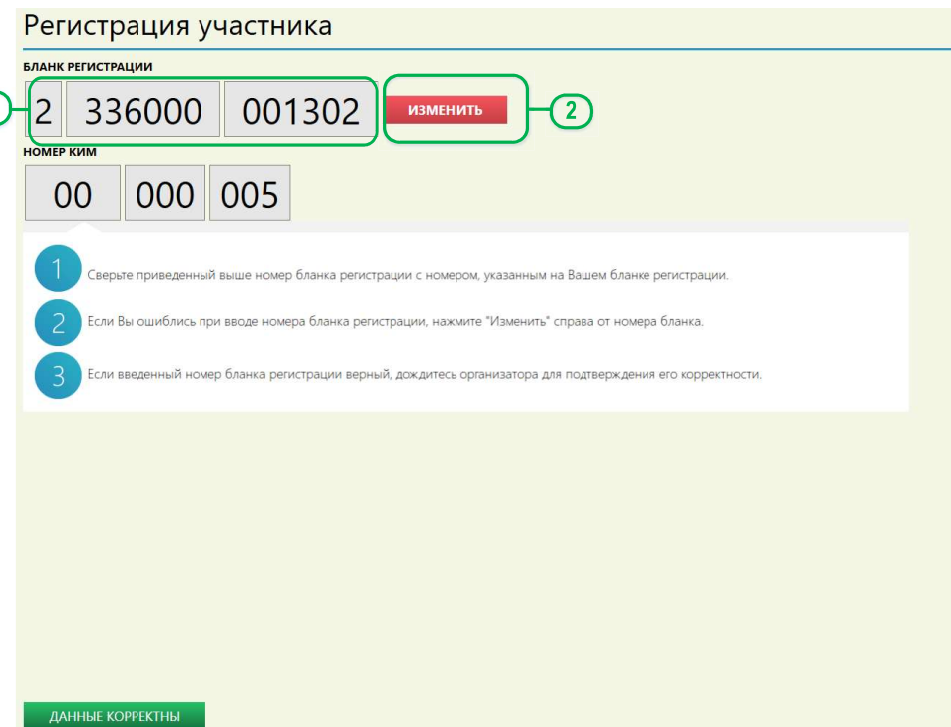 Регистрация участника
БЛАНК РЕГИСТРАЦИИ
2 336000 001302 ИЗМЕНИТЬ 2
НОМЕР КИМ
00 000 005
1 Сверьте приведенный выше номер бланка регистрации с номером, указанным на Вашем бланке регистрации.
2 Если Вы ошиблись при вводе номера бланка регистрации, нажмите "Изменить" справа от номера бланка.
3 Если введенный номер бланка регистрации верный, дождитесь организатора для подтверждения его корректности.
ДАННЫЕ КОРРЕКТНЫ